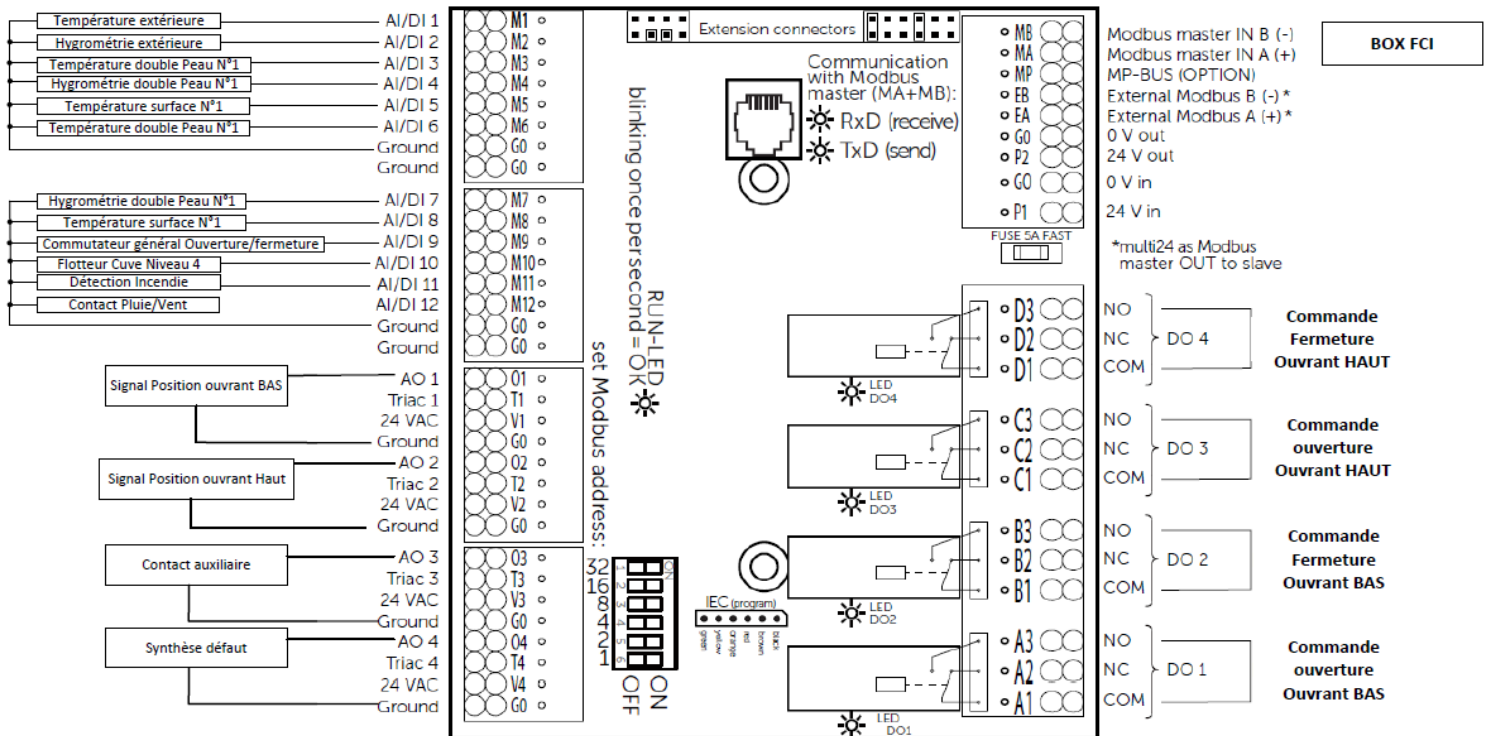 Température extérieure AI/DI 1 M1
Hygrométrie extérieure AI/DI 2 M2
Température double Peau N°1 AI/DI 3 M3
Hygrométrie double Peau N°1 AI/DI 4 M4
Température surface N°1 AI/DI 5 M5
Température double Peau N°1 AI/DI 6 M6
Ground G0
Ground G0
Hygrométrie double Peau N°1 AI/DI 7 M7
Température surface N°1 AI/DI 8 M8
Commutateur général Ouverture/fermeture AI/DI 9 M9
Flotteur Cuve Niveau 4 AI/DI 10 M10
Détection Incendie AI/DI 11 M11
Contact Pluie/Vent AI/DI 12 M12
Ground G0
Ground G0
Signal Position ouvrant BAS
AO 1 O1
Triac 1 T1
24 VAC V1
Ground G0
Signal Position ouvrant Haut
AO 2 O2
Triac 2 T2
24 VAC V2
Ground G0
Contact auxiliaire
AO 3 O3
Triac 3 T3
24 VAC V3
Ground G0
Synthèse défaut
AO 4 O4
Triac 4 T4
24 VAC V4
Ground G0
Extension connectors
Communication
with Modbus
master (MA+MB):
RxD (receive)
TxD (send)
blinking once per second = OK
RUN-LED
set Modbus address:
32 1 ON
16 2
8 3
4 4
2 5
1 6
OFF ON
IEC (program)
green yellow orange red brown black
MB Modbus master IN B (-)
MA Modbus master IN A (+)
MP MP-BUS (OPTION)
EB External Modbus B (-) *
EA External Modbus A (+) *
G0 0 V out
P2 24 V out
G0 0 V in
P1 24 V in
BOX FCI
FUSE 5A FAST
*multi24 as Modbus
master OUT to slave
D3 NO
D2 NC DO 4
D1 COM
LED
DO4
Commande
Fermeture
Ouvrant HAUT
C3 NO
C2 NC DO 3
C1 COM
LED
DO3
Commande
ouverture
Ouvrant HAUT
B3 NO
B2 NC DO 2
B1 COM
LED
DO2
Commande
Fermeture
Ouvrant BAS
A3 NO
A2 NC DO 1
A1 COM
LED
DO1
Commande
ouverture
Ouvrant BAS